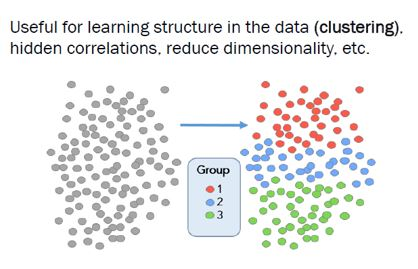 Useful for learning structure in the data (clustering),
hidden correlations, reduce dimensionality, etc.
Group
1
2
3